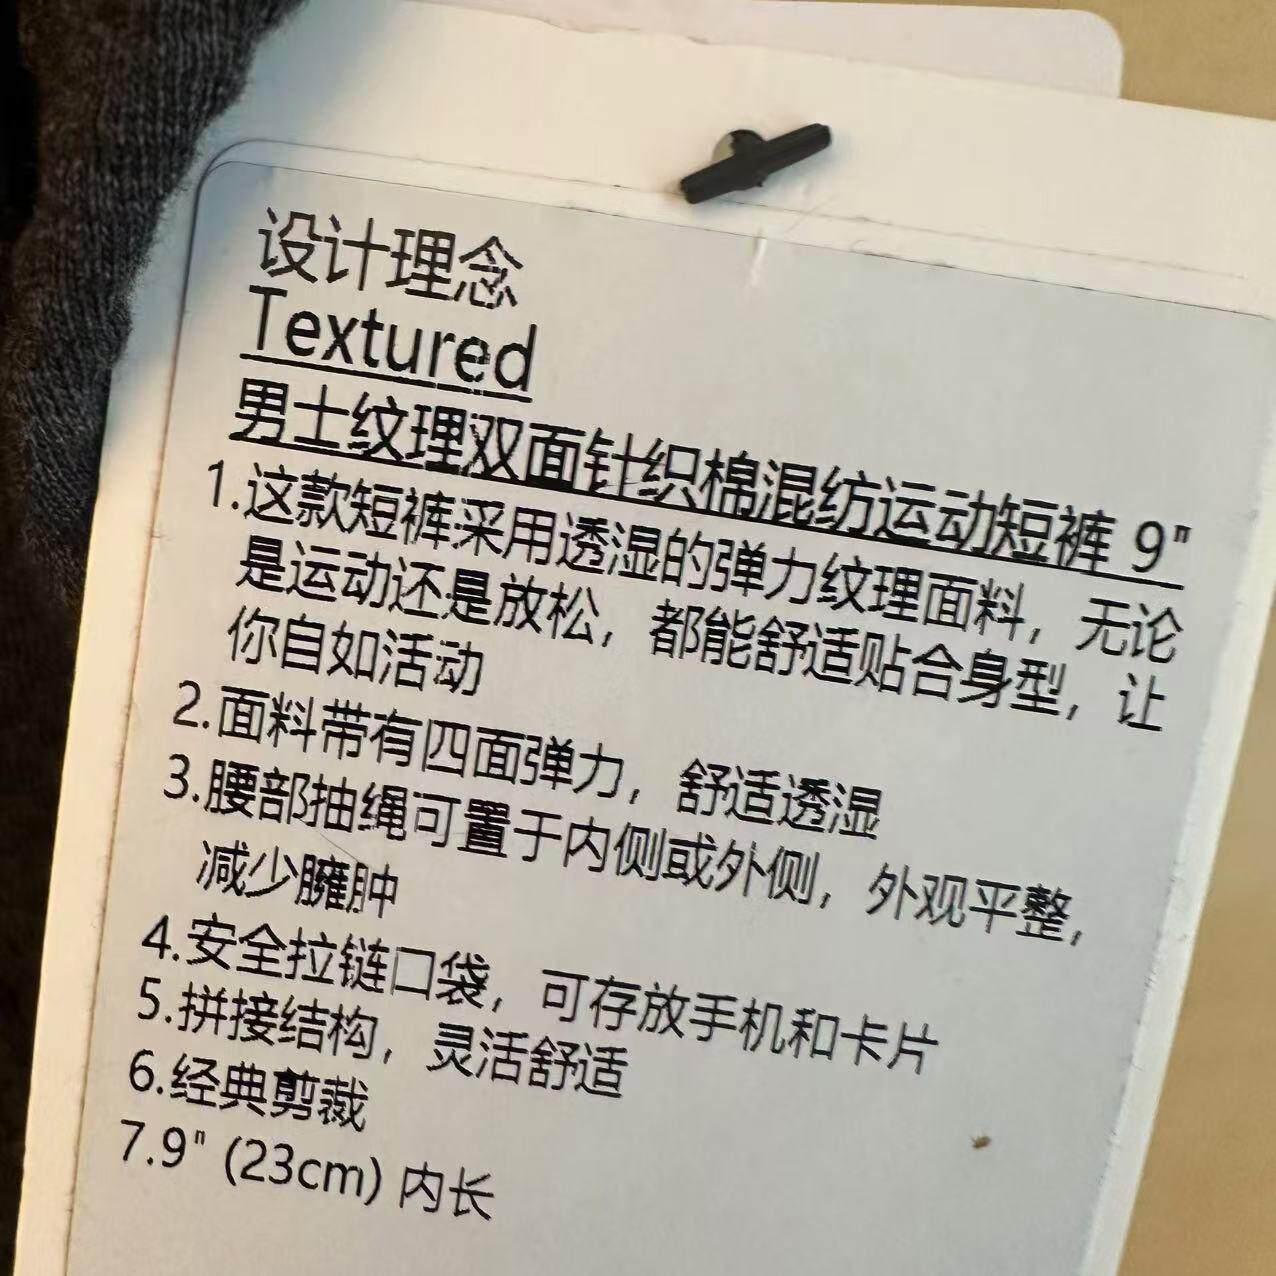 设计理念
Textured
男士纹理双面针织棉混纺运动短裤 9"
1.这款短裤采用透湿的弹力纹理面料，无论
是运动还是放松，都能舒适贴合身型，让
你自如活动
2.面料带有四面弹力，舒适透湿
3.腰部抽绳可置于内侧或外侧，外观平整，
减少臃肿
4.安全拉链口袋，可存放手机和卡片
5.拼接结构，灵活舒适
6.经典剪裁
7.9" (23cm) 内长